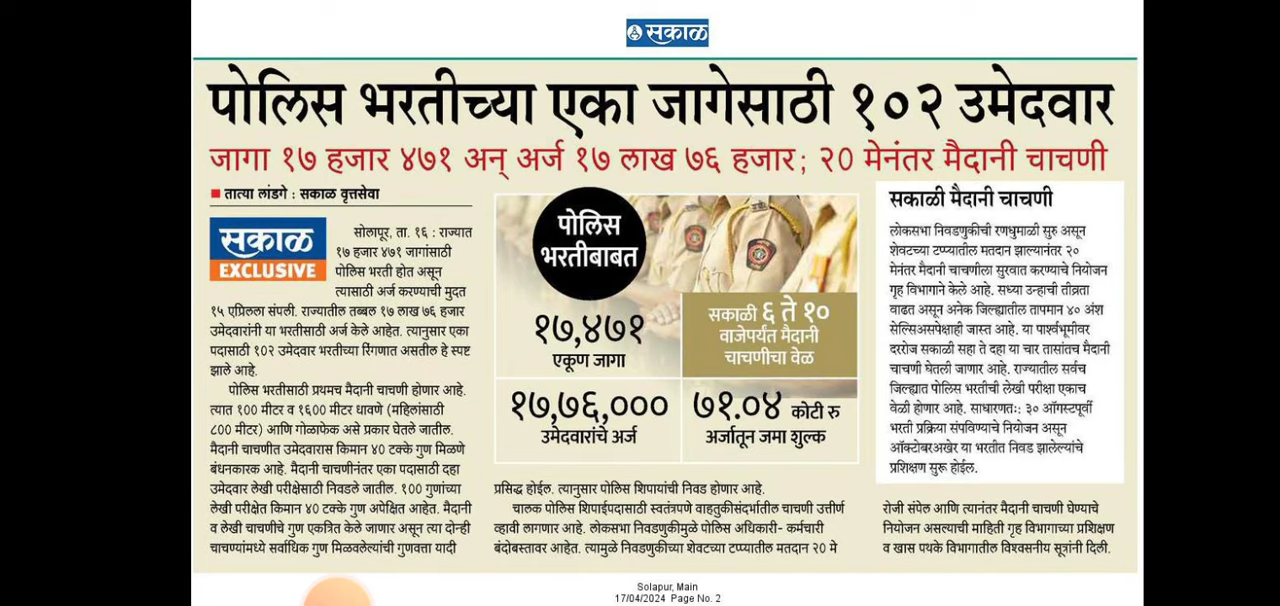 सकाळ
पोलिस भरतीच्या एका जागेसाठी १०२ उमेदवार
जागा १७ हजार ४७१ अन् अर्ज १७ लाख ७६ हजार; २० मेनंतर मैदानी चाचणी
तात्या लांडगे : सकाळ वृत्तसेवा
सकाळ
EXCLUSIVE
सोलापूर, ता. १६ : राज्यात
१७ हजार ४७१ जागांसाठी
पोलिस भरती होत असून
त्यासाठी अर्ज करण्याची मुदत
१५ एप्रिलला संपली. राज्यातील तब्बल १७ लाख ७६ हजार
उमेदवारांनी या भरतीसाठी अर्ज केले आहेत. त्यानुसार एका
पदासाठी १०२ उमेदवार भरतीच्या रिंगणात असतील हे स्पष्ट
झाले आहे.
पोलिस भरतीसाठी प्रथमच मैदानी चाचणी होणार आहे.
त्यात १०० मीटर व १६०० मीटर धावणे (महिलांसाठी
८०० मीटर) आणि गोळाफेक असे प्रकार घेतले जातील.
मैदानी चाचणीत उमेदवारास किमान ४० टक्के गुण मिळणे
बंधनकारक आहे. मैदानी चाचणीनंतर एका पदासाठी दहा
उमेदवार लेखी परीक्षेसाठी निवडले जातील. १०० गुणांच्या
लेखी परीक्षेत किमान ४० टक्के गुण अपेक्षित आहेत. मैदानी
व लेखी चाचणीचे गुण एकत्रित केले जाणार असून त्या दोन्ही
चाचण्यांमध्ये सर्वाधिक गुण मिळवलेल्यांची गुणवत्ता यादी
पोलिस
भरतीबाबत
१७,४७१
एकूण जागा
सकाळी ६ ते १०
वाजेपर्यंत मैदानी
चाचणीचा वेळ
१७,७६,०००
उमेदवारांचे अर्ज
७१.०४ कोटी रु
अर्जातून जमा शुल्क
प्रसिद्ध होईल. त्यानुसार पोलिस शिपायांची निवड होणार आहे.
चालक पोलिस शिपाईपदासाठी स्वतंत्रपणे वाहतुकीसंदर्भातील चाचणी उत्तीर्ण
व्हावी लागणार आहे. लोकसभा निवडणुकीमुळे पोलिस अधिकारी- कर्मचारी
बंदोबस्तावर आहेत. त्यामुळे निवडणुकीच्या शेवटच्या टप्प्यातील मतदान २० मे
सकाळी मैदानी चाचणी
लोकसभा निवडणुकीची रणधुमाळी सुरु असून
शेवटच्या टप्प्यातील मतदान झाल्यानंतर २०
मेनंतर मैदानी चाचणीला सुरवात करण्याचे नियोजन
गृह विभागाने केले आहे. सध्या उन्हाची तीव्रता
वाढत असून अनेक जिल्ह्यातील तापमान ४० अंश
सेल्सिअसपेक्षाही जास्त आहे. या पार्श्वभूमीवर
दररोज सकाळी सहा ते दहा या चार तासांतच मैदानी
चाचणी घेतली जाणार आहे. राज्यातील सर्वच
जिल्ह्यात पोलिस भरतीची लेखी परीक्षा एकाच
वेळी होणार आहे. साधारणतः: ३० ऑगस्टपूर्वी
भरती प्रक्रिया संपविण्याचे नियोजन असून
ऑक्टोबरअखेर या भरतीत निवड झालेल्यांचे
प्रशिक्षण सुरू होईल.
रोजी संपेल आणि त्यानंतर मैदानी चाचणी घेण्याचे
नियोजन असल्याची माहिती गृह विभागाच्या प्रशिक्षण
व खास पथके विभागातील विश्वसनीय सूत्रांनी दिली.
Solapur, Main
17/04/2024 Page No. 2